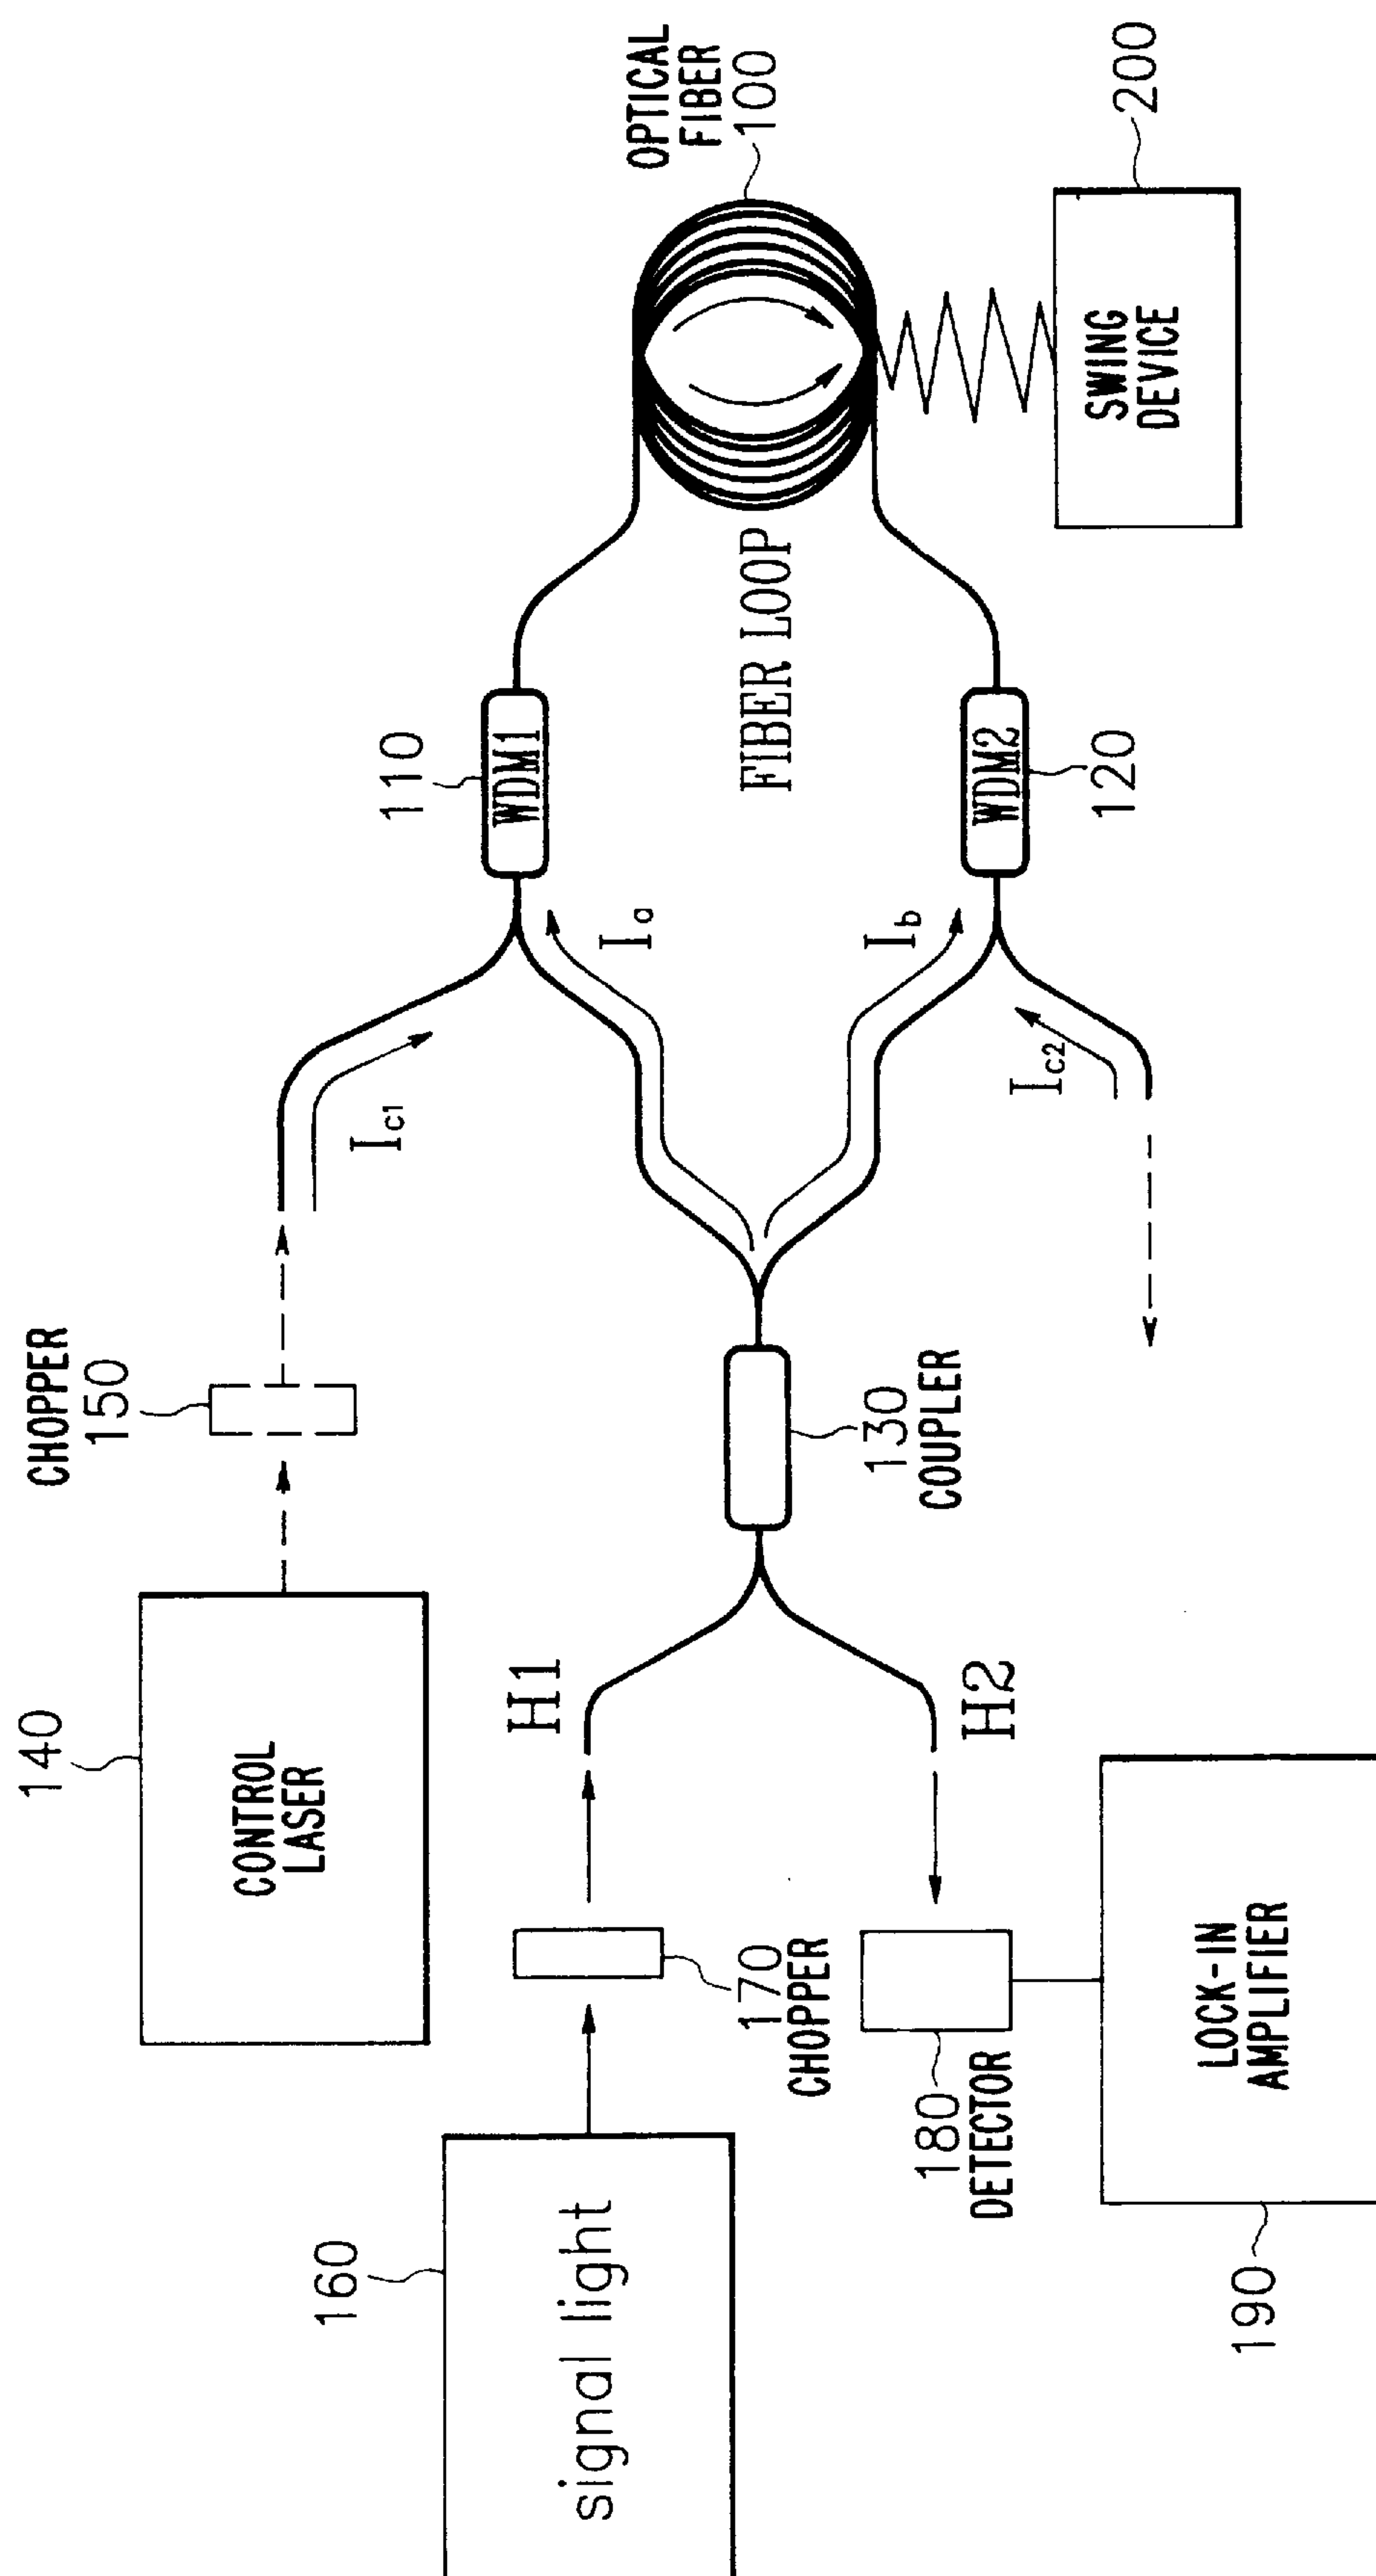 CHOPPER
150
140
CONTROL
LASER
Ic1
110
WDM1
OPTICAL
FIBER
100
160
signal light
H1
170
CHOPPER
Ia
FIBER LOOP
130
COUPLER
Ib
180
DETECTOR
H2
WDM2
120
Ic2
SWING
DEVICE
200
LOCK-IN
AMPLIFIER
190